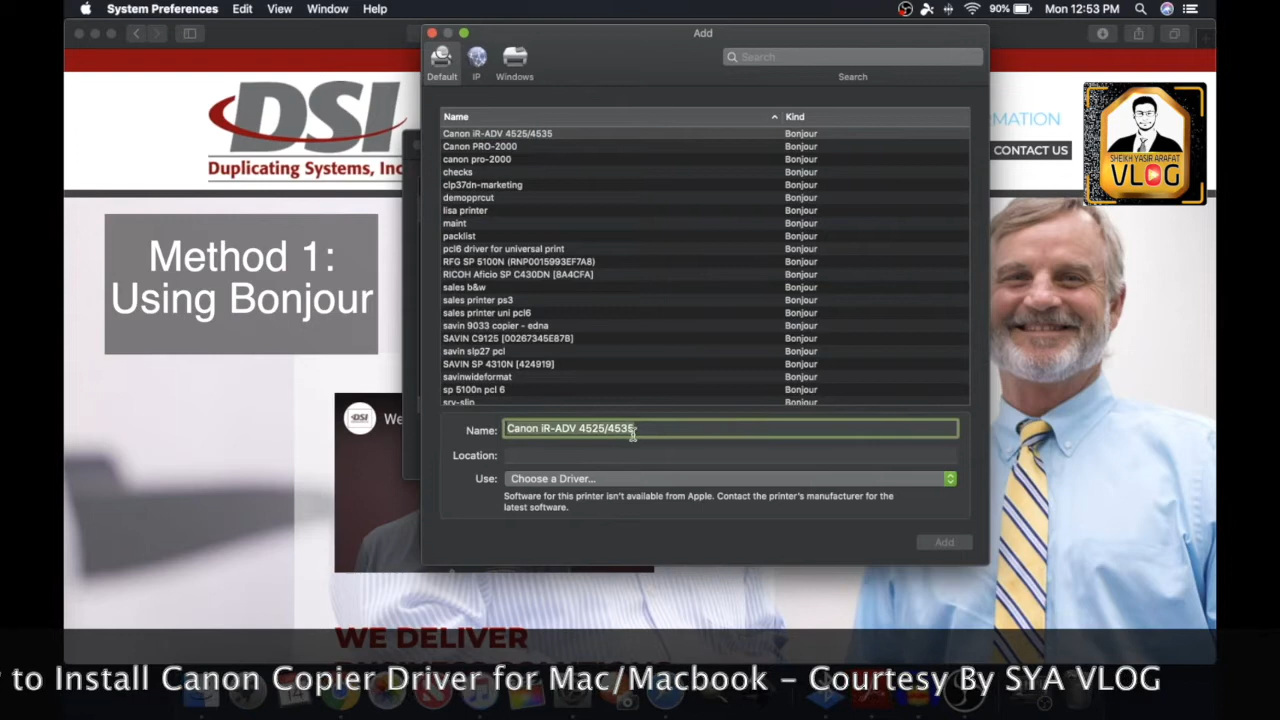 System Preferences Edit View Window Help 90% Mon 12:53 PM
Add
Default IP Windows
Search
Search
DSI
Duplicating Systems, Inc
MATION
CONTACT US
SHEIKH YASIR ARAFAT
VLOG
Method 1:
Using Bonjour
Name Kind
Canon iR-ADV 4525/4535 Bonjour
Canon PRO-2000 Bonjour
canon pro-2000 Bonjour
checks Bonjour
clp37dn-marketing Bonjour
demopprcut Bonjour
lisa printer Bonjour
maint Bonjour
packlist Bonjour
pcl6 driver for universal print Bonjour
RFG SP 5100N (RNP0015993EF7A8) Bonjour
RICOH Aficio SP C430DN [8A4CFA] Bonjour
sales b&w Bonjour
sales printer ps3 Bonjour
sales printer uni pcl6 Bonjour
savin 9033 copier - edna Bonjour
SAVIN C9125 [00267345E87B] Bonjour
savin slp27 pcl Bonjour
SAVIN SP 4310N [424919] Bonjour
savinwideformat Bonjour
sp 5100n pcl 6 Bonjour
srv-slip Bonjour
DSI We
Name: Canon iR-ADV 4525/4535
Location:
Use: Choose a Driver...
Software for this printer isn't available from Apple. Contact the printer's manufacturer for the
latest software.
Add
WE DELIVER
to Install Canon Copier Driver for Mac/Macbook – Courtesy By SYA VLOG